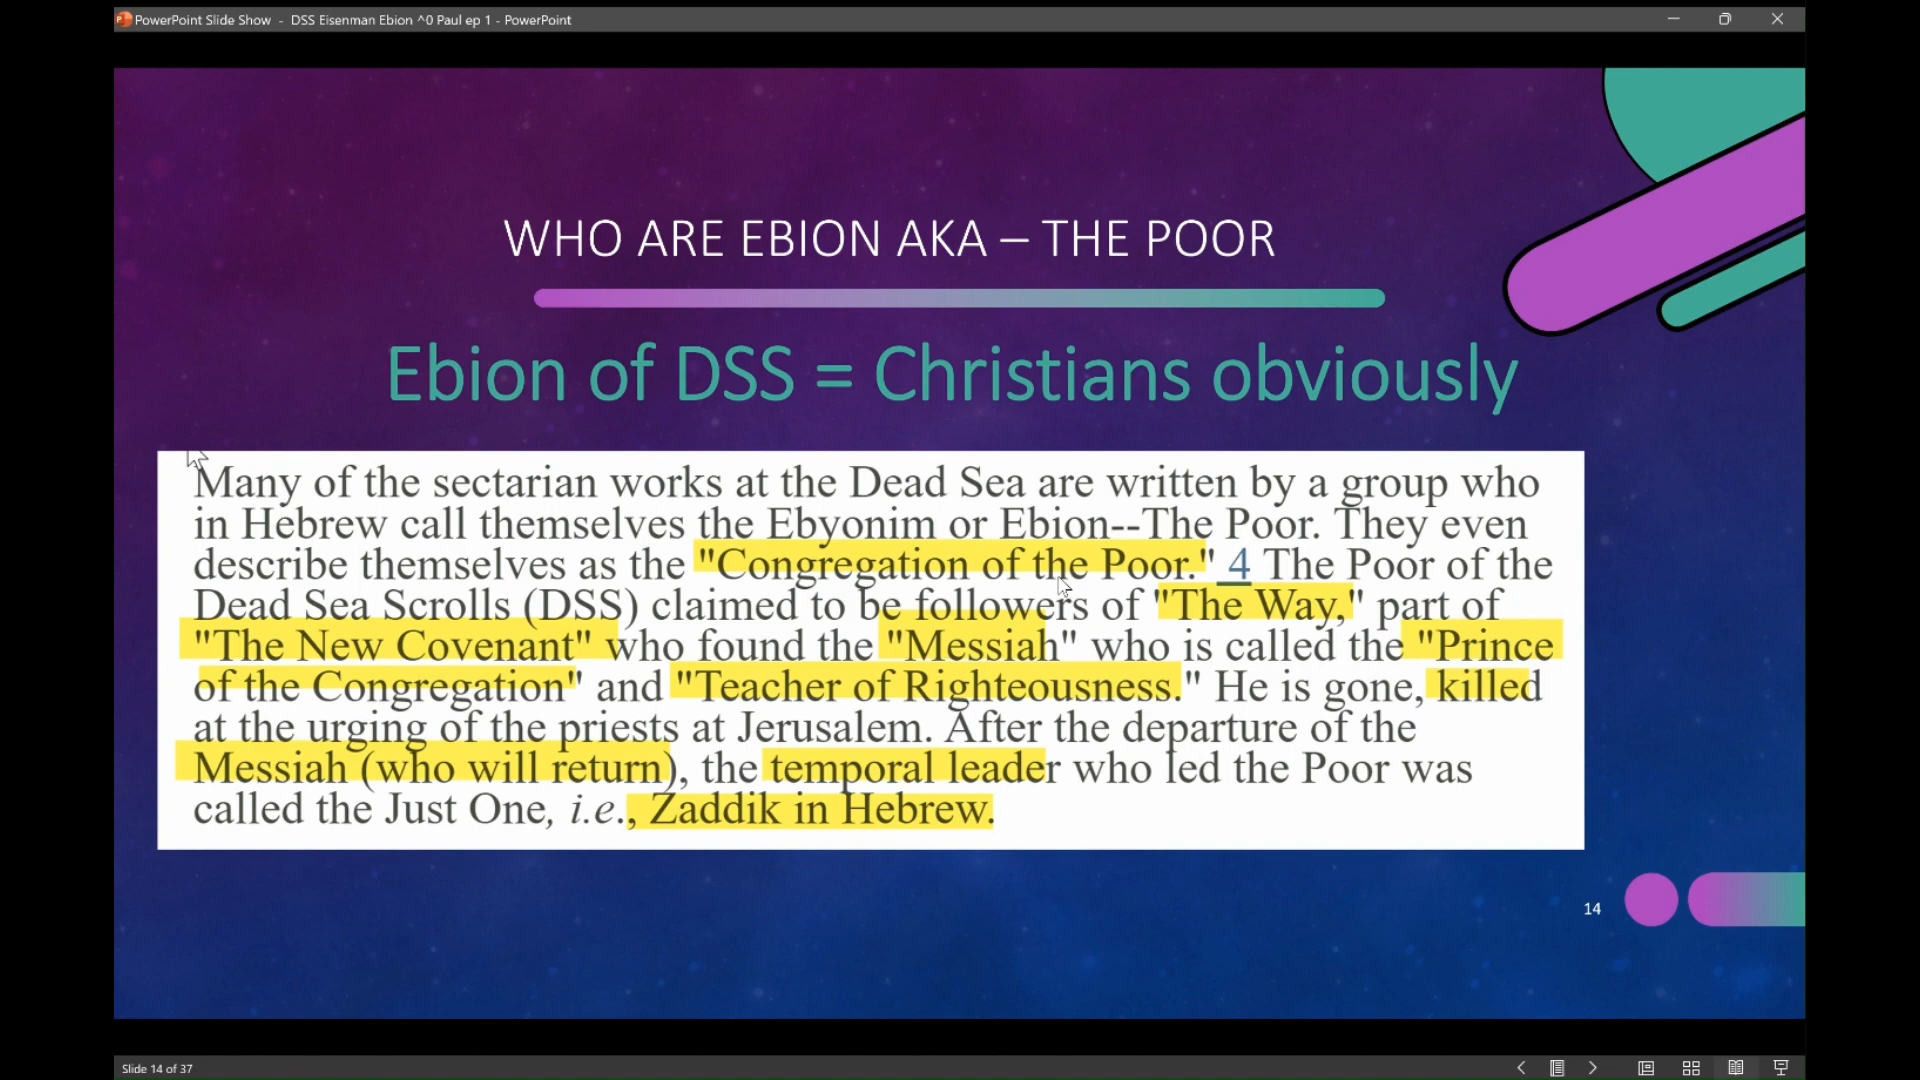 PowerPoint Slide Show - DSS Eisenman Ebion ^0 Paul ep 1 - PowerPoint
WHO ARE EBION AKA – THE POOR
Ebion of DSS = Christians obviously
Many of the sectarian works at the Dead Sea are written by a group who
in Hebrew call themselves the Ebyonim or Ebion--The Poor. They even
describe themselves as the "Congregation of the Poor." 4 The Poor of the
Dead Sea Scrolls (DSS) claimed to be followers of "The Way," part of
"The New Covenant" who found the "Messiah" who is called the "Prince
of the Congregation" and "Teacher of Righteousness." He is gone, killed
at the urging of the priests at Jerusalem. After the departure of the
Messiah (who will return), the temporal leader who led the Poor was
called the Just One, i.e., Zaddik in Hebrew.
14
Slide 14 of 37